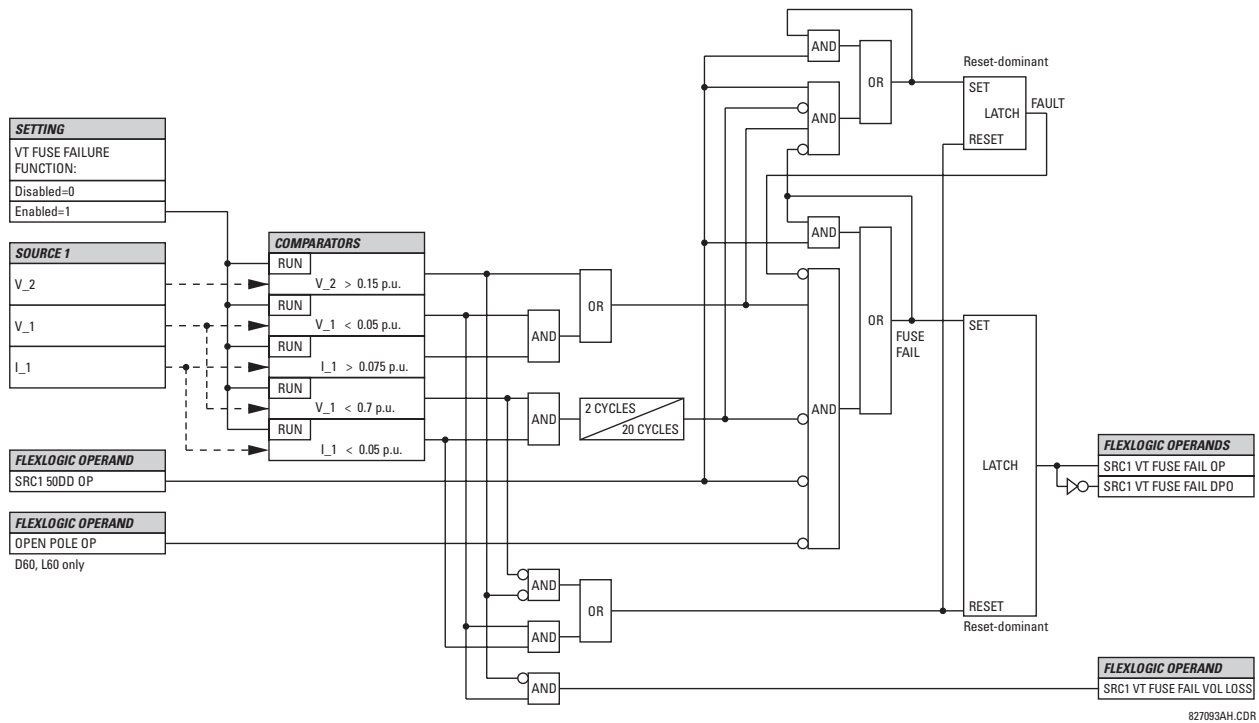 SETTING
VT FUSE FAILURE
FUNCTION:
Disabled=0
Enabled=1
SOURCE 1
V_2
V_1
I_1
FLEXLOGIC OPERAND
SRC1 50DD OP
FLEXLOGIC OPERAND
OPEN POLE OP
D60, L60 only
COMPARATORS
RUN
V_2 > 0.15 p.u.
RUN
V_1 < 0.05 p.u.
RUN
I_1 > 0.075 p.u.
RUN
V_1 < 0.7 p.u.
RUN
I_1 < 0.05 p.u.
OR
AND
AND
2 CYCLES
20 CYCLES
AND
OR
AND
AND
AND
OR
AND
AND
OR
AND
FUSE
FAIL
Reset-dominant
SET
LATCH
RESET
FAULT
SET
LATCH
RESET
Reset-dominant
FLEXLOGIC OPERANDS
SRC1 VT FUSE FAIL OP
SRC1 VT FUSE FAIL DPO
FLEXLOGIC OPERAND
SRC1 VT FUSE FAIL VOL LOSS
827093AH.CDR